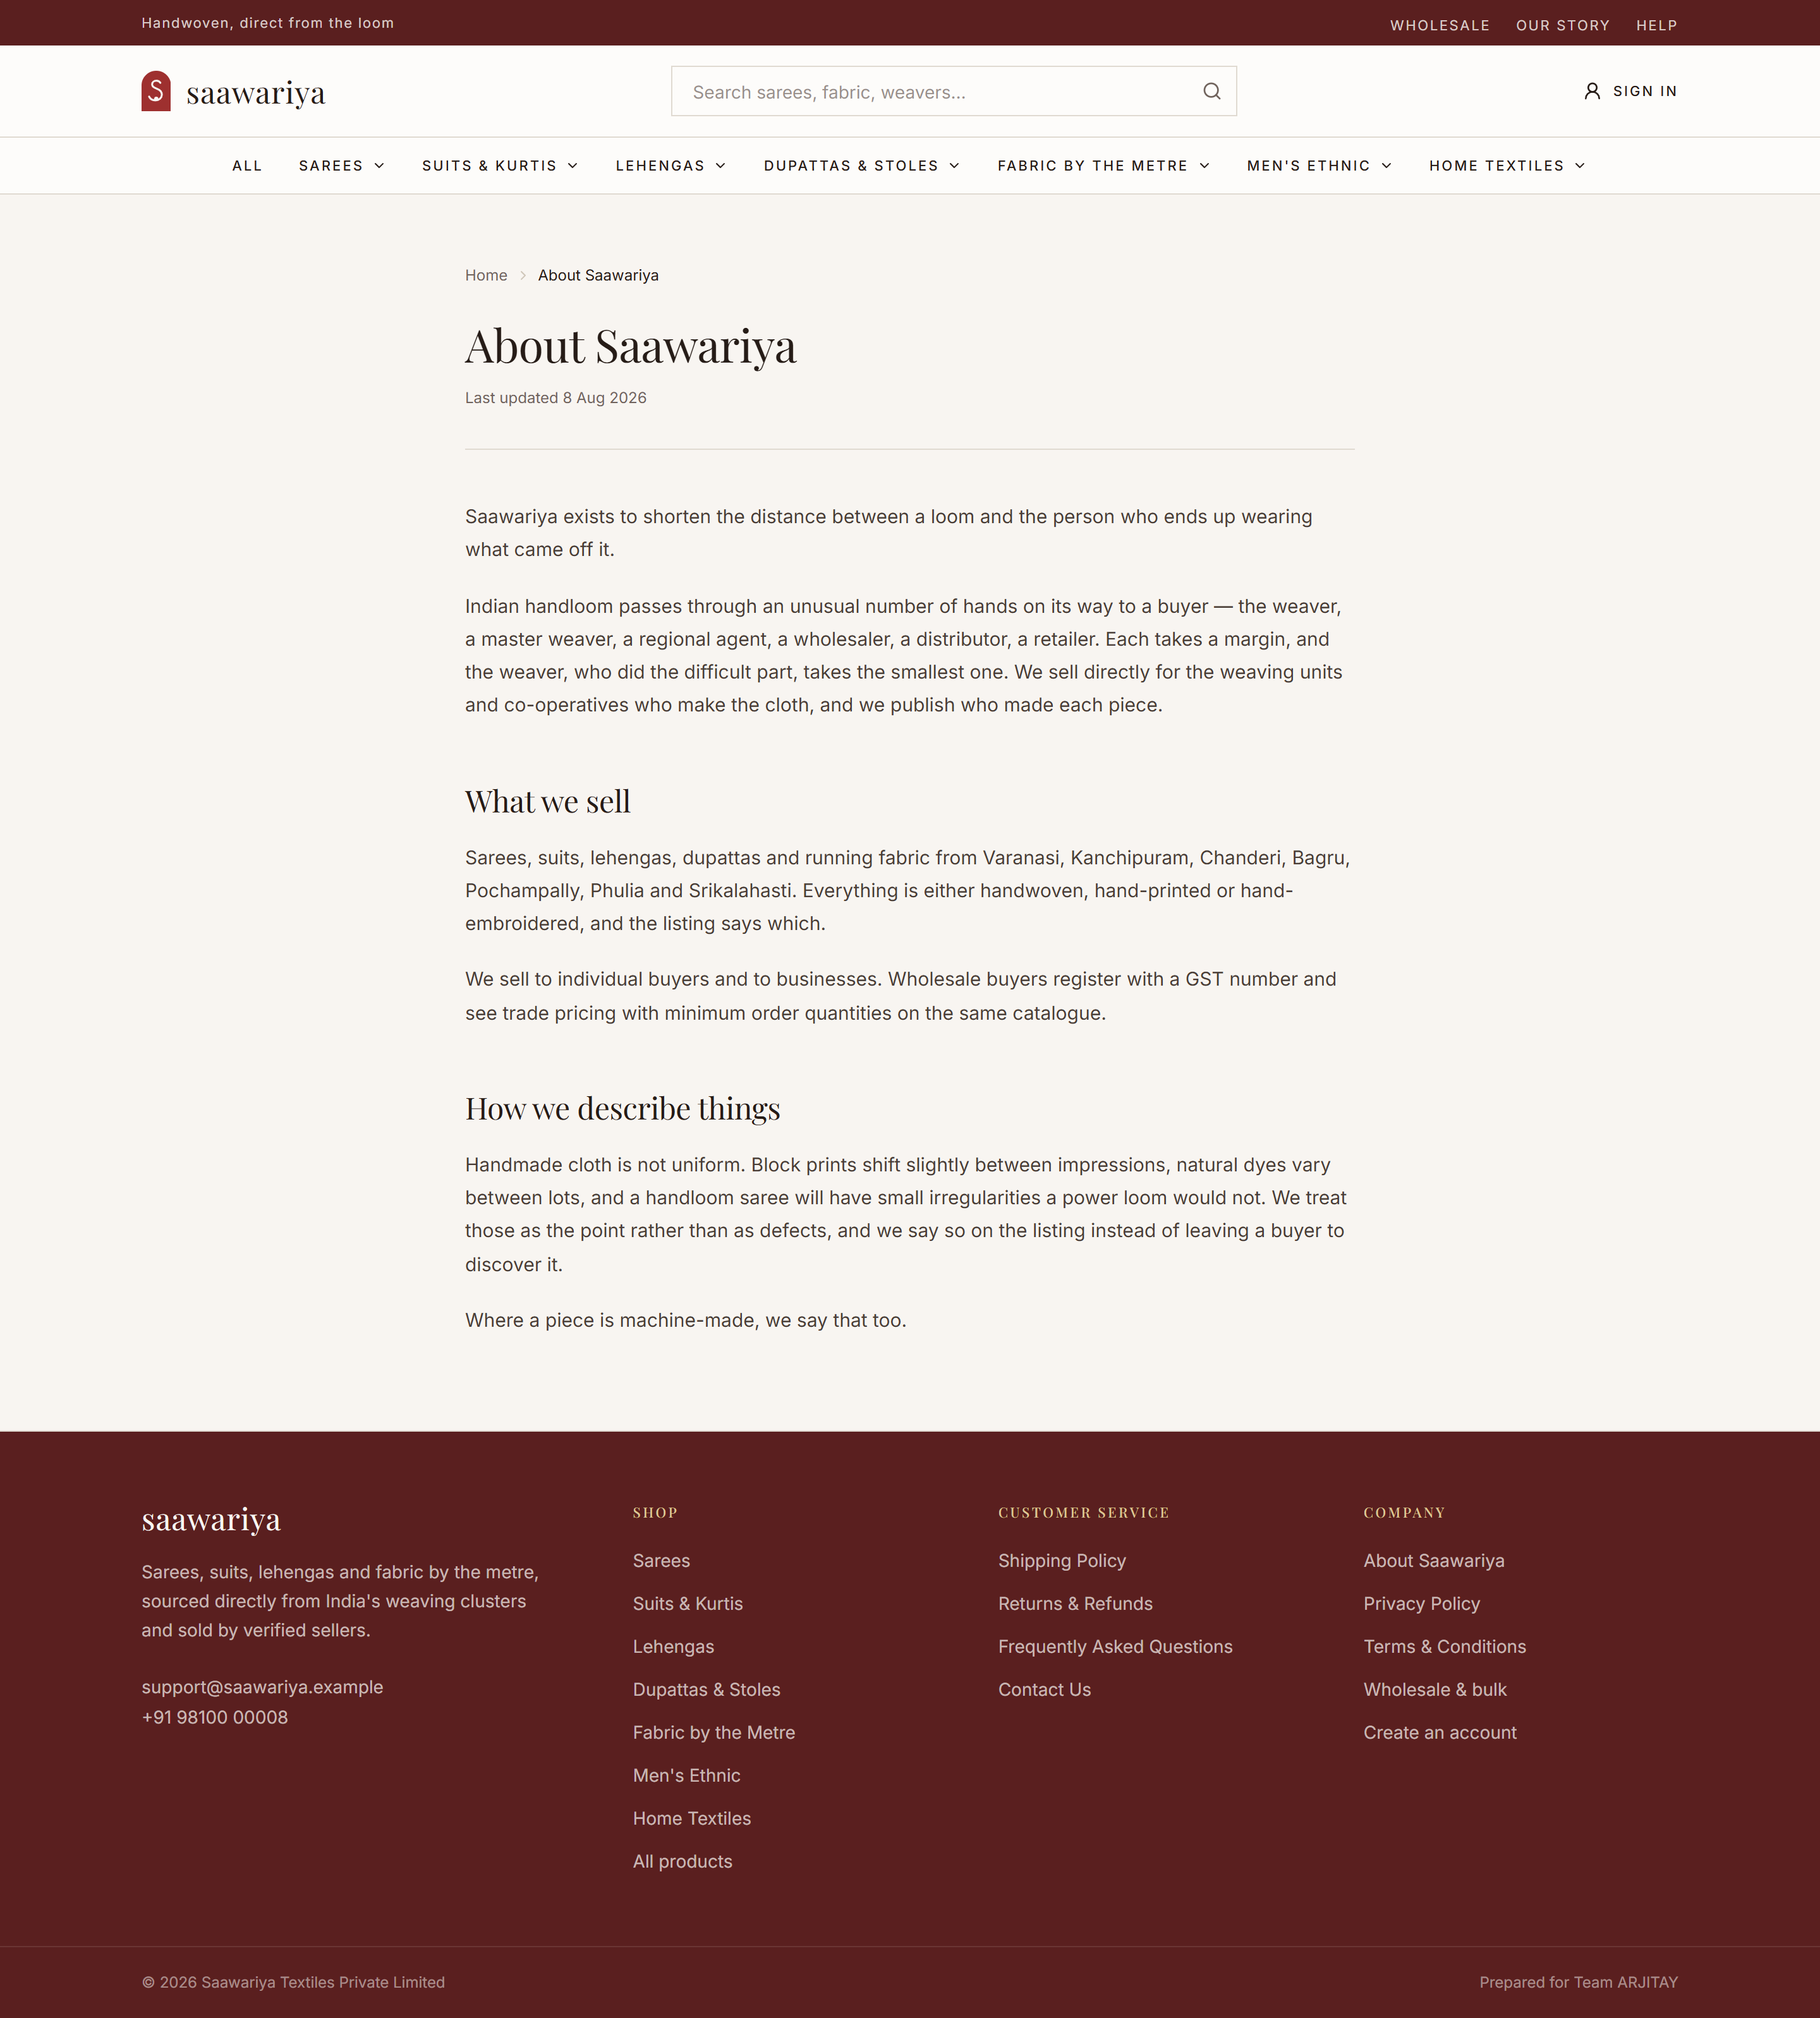 Handwoven, direct from the loom
WHOLESALE OUR STORY HELP
S saawariya
Search sarees, fabric, weavers...
SIGN IN
ALL SAREES SUITS & KURTIS LEHENGAS DUPATTAS & STOLES FABRIC BY THE METRE MEN'S ETHNIC HOME TEXTILES
Home > About Saawariya
About Saawariya
Last updated 8 Aug 2026
Saawariya exists to shorten the distance between a loom and the person who ends up wearing
what came off it.
Indian handloom passes through an unusual number of hands on its way to a buyer — the weaver,
a master weaver, a regional agent, a wholesaler, a distributor, a retailer. Each takes a margin, and
the weaver, who did the difficult part, takes the smallest one. We sell directly for the weaving units
and co-operatives who make the cloth, and we publish who made each piece.
What we sell
Sarees, suits, lehengas, dupattas and running fabric from Varanasi, Kanchipuram, Chanderi, Bagru,
Pochampally, Phulia and Srikalahasti. Everything is either handwoven, hand-printed or hand-
embroidered, and the listing says which.
We sell to individual buyers and to businesses. Wholesale buyers register with a GST number and
see trade pricing with minimum order quantities on the same catalogue.
How we describe things
Handmade cloth is not uniform. Block prints shift slightly between impressions, natural dyes vary
between lots, and a handloom saree will have small irregularities a power loom would not. We treat
those as the point rather than as defects, and we say so on the listing instead of leaving a buyer to
discover it.
Where a piece is machine-made, we say that too.
saawariya
Sarees, suits, lehengas and fabric by the metre,
sourced directly from India's weaving clusters
and sold by verified sellers.
support@saawariya.example
+91 98100 00008
SHOP
Sarees
Suits & Kurtis
Lehengas
Dupattas & Stoles
Fabric by the Metre
Men's Ethnic
Home Textiles
All products
CUSTOMER SERVICE
Shipping Policy
Returns & Refunds
Frequently Asked Questions
Contact Us
COMPANY
About Saawariya
Privacy Policy
Terms & Conditions
Wholesale & bulk
Create an account
© 2026 Saawariya Textiles Private Limited
Prepared for Team ARJITAY